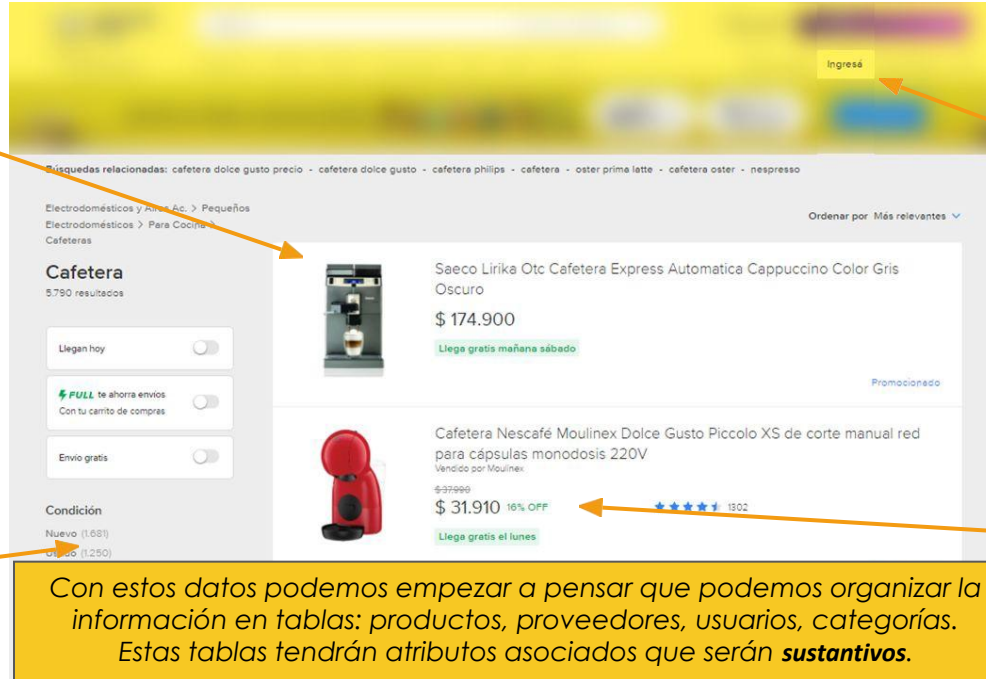 Ingresá
Búsquedas relacionadas: cafetera dolce gusto precio - cafetera dolce gusto - cafetera philips - cafetera - oster prima latte - cafetera oster - nespresso
Electrodomésticos y Aires Ac. > Pequeños
Electrodomésticos > Para Cocina >
Cafeteras
Ordenar por Más relevantes
Cafetera
5.790 resultados
Llegan hoy
FULL te ahorra envíos
Con tu carrito de compras
Envío gratis
Condición
Nuevo (1.681)
Usado (1.250)
Saeco Lirika Otc Cafetera Express Automatica Cappuccino Color Gris
Oscuro
$ 174.900
Llega gratis mañana sábado
Promocionado
Cafetera Nescafé Moulinex Dolce Gusto Piccolo XS de corte manual red
para cápsulas monodosis 220V
Vendido por Moulinex
$ 37.990
$ 31.910 16% OFF
1302
Llega gratis el lunes
Con estos datos podemos empezar a pensar que podemos organizar la
información en tablas: productos, proveedores, usuarios, categorías.
Estas tablas tendrán atributos asociados que serán sustantivos.